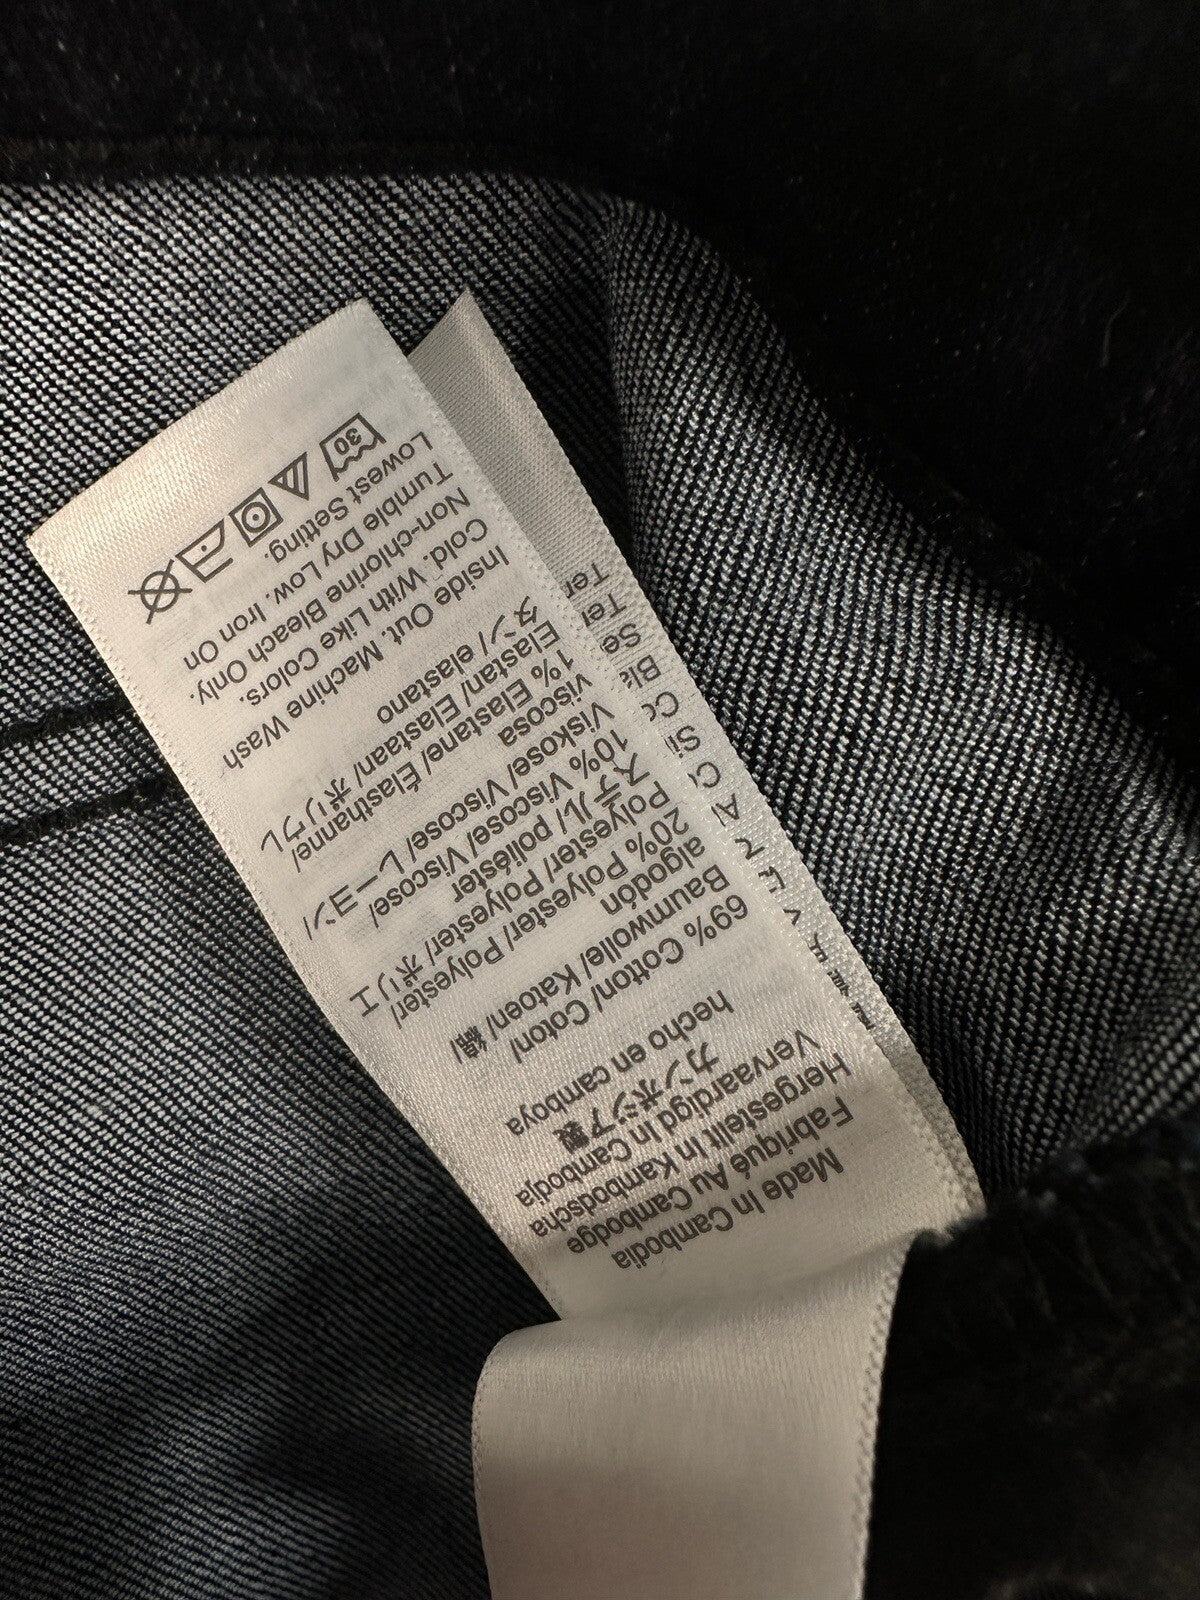 Made In Cambodia
Fabriqué Au Cambodge
Hergestellt In Kambodscha
Vervaardigd In Cambodja
カンボジア製
hecho en camboya
69% Cotton/ Coton/
Baumwolle/ Katoen/ 綿/
algodón
20% Polyester/ Polyester/
Polyester/ Polyester/ ポリエ
ステル/ poliéster
10% Viscose/ Viscose/
Viskose/ Viscose/ レーヨン/
viscosa
1% Elastane/ Élasthanne/
Elastan/ Elastaan/ ポリウレ
タン/ elastano
Inside Out. Machine Wash
Cold. With Like Colors.
Non-chlorine Bleach Only.
Tumble Dry Low. Iron On
Lowest Setting.
30